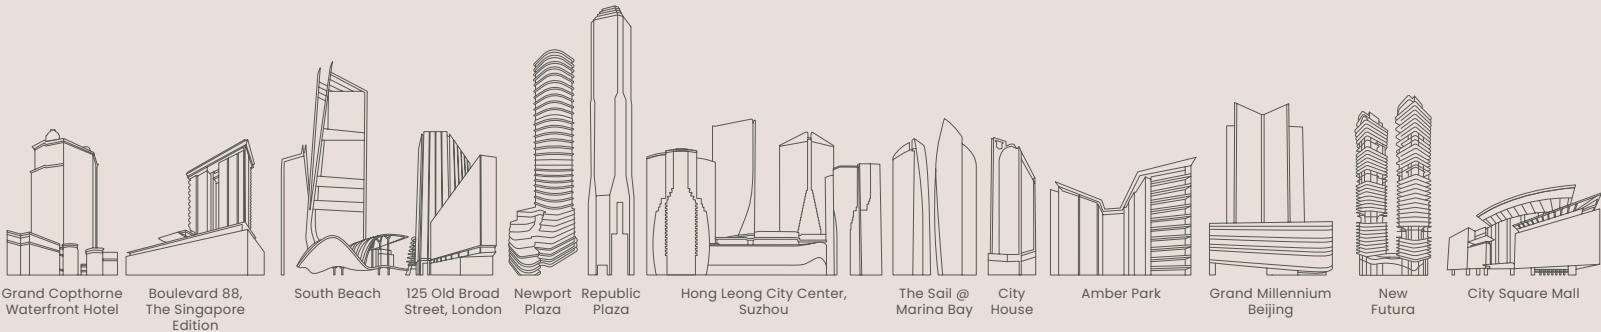 Grand Copthorne
Waterfront Hotel
Boulevard 88,
The Singapore
Edition
South Beach
125 Old Broad
Street, London
Newport
Plaza
Republic
Plaza
Hong Leong City Center,
Suzhou
The Sail @
Marina Bay
City
House
Amber Park
Grand Millennium
Beijing
New
Futura
City Square Mall